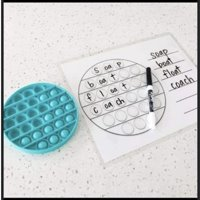 s oa p
b oa t
f l oa t
c oa ch
soap
boat
float
coach